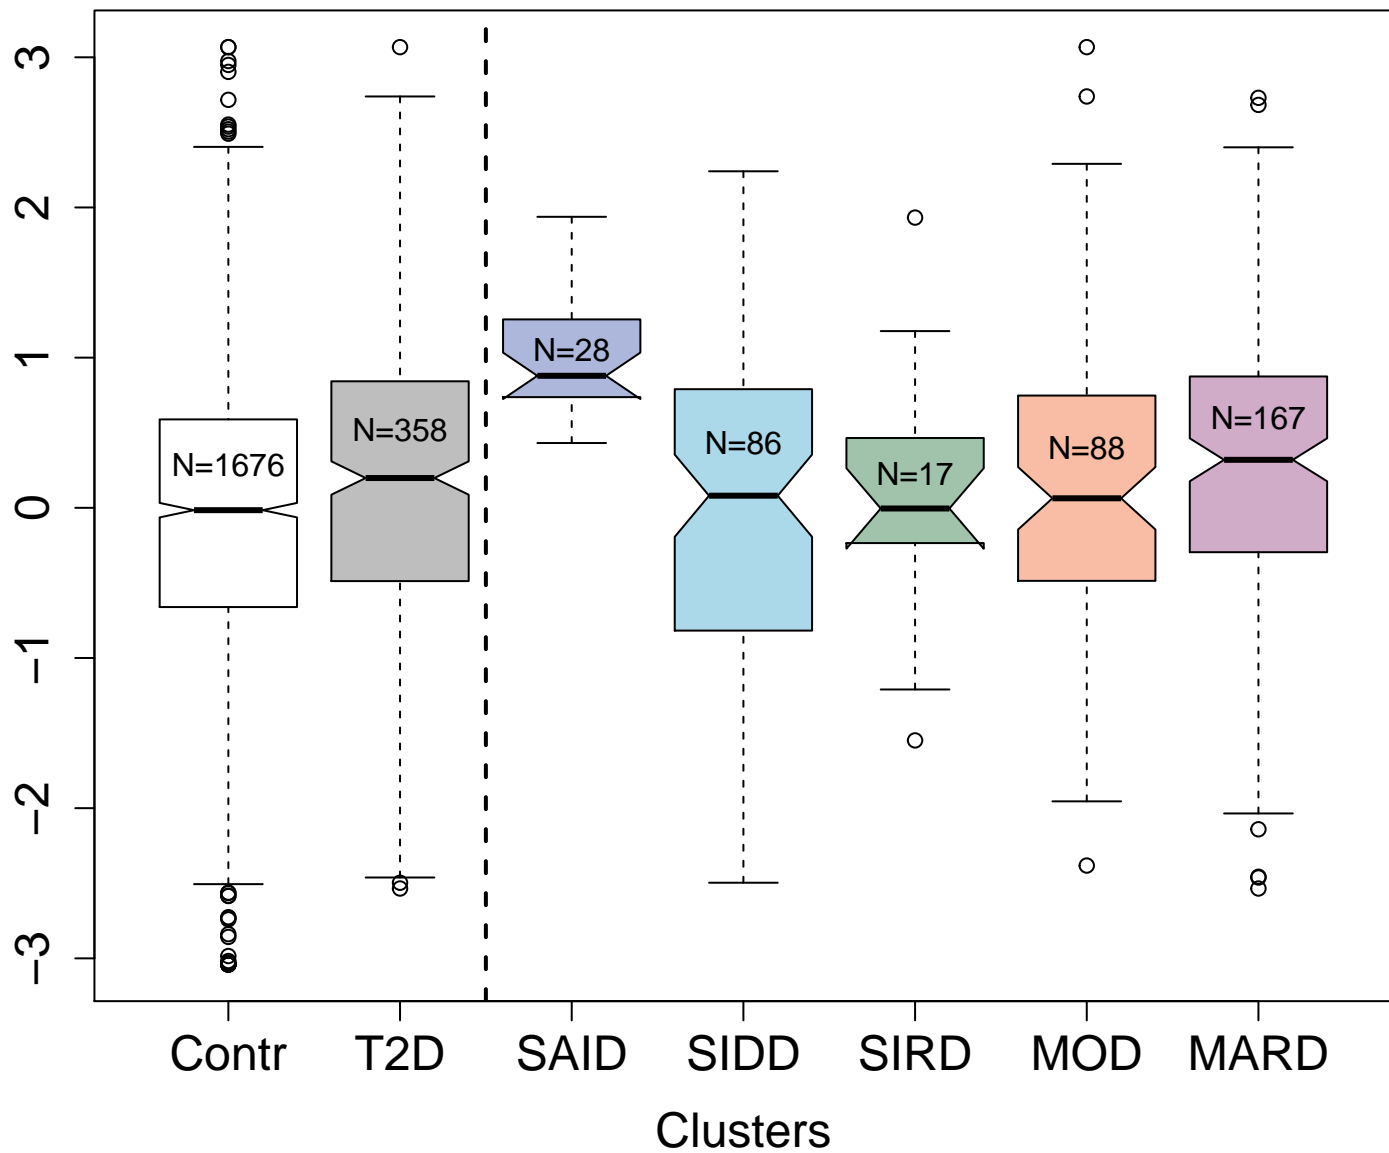 3
2
1
0
−1
−2
−3
N=1676
N=358
N=28
N=86
N=17
N=88
N=167
Contr T2D SAID SIDD SIRD MOD MARD
Clusters